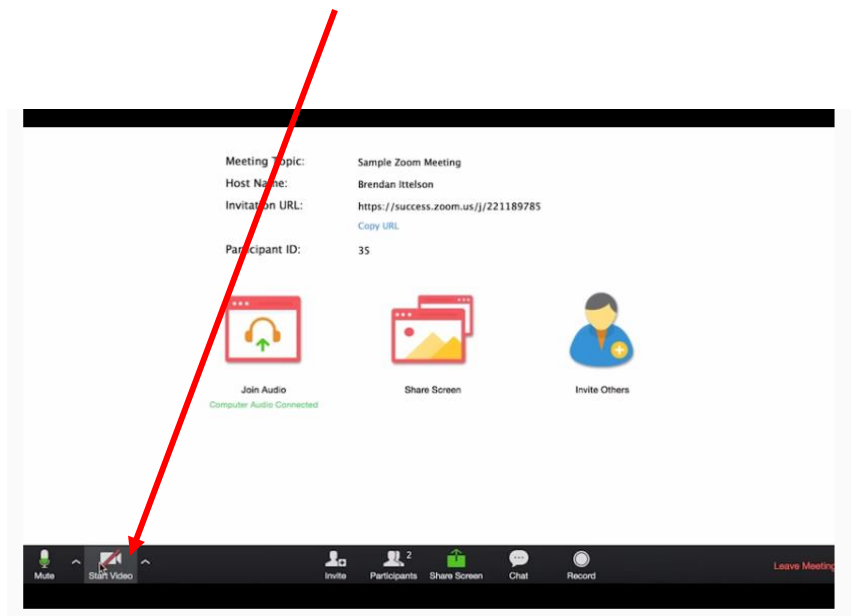 Meeting Topic: Sample Zoom Meeting
Host Name: Brendan Ittelson
Invitation URL: https://success.zoom.us/j/221189785
Copy URL
Participant ID: 35
Join Audio Share Screen Invite Others
Computer Audio Connected
2
Mute Start Video Invite Participants Share Screen Chat Record Leave Meeting